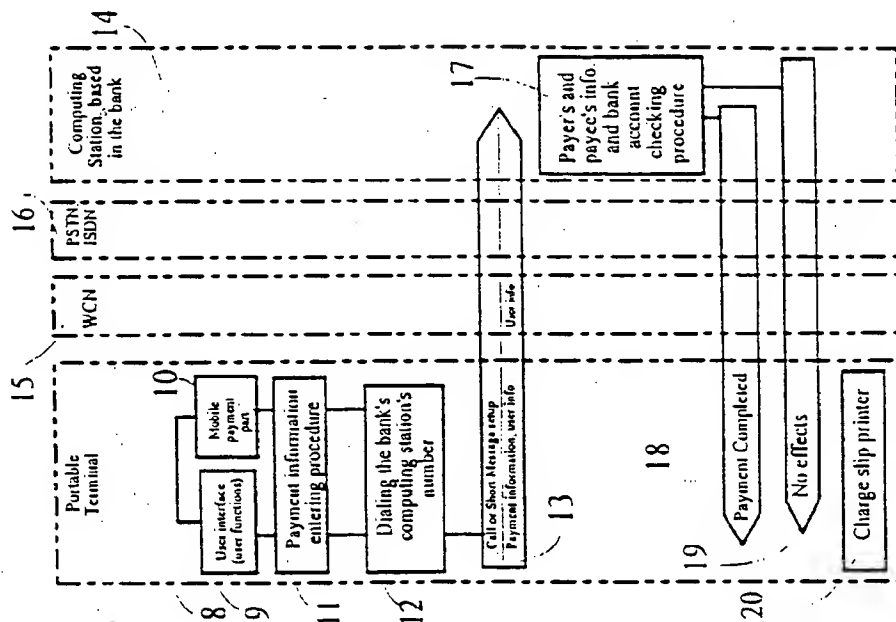 14
Computing
Station, based
in the bank
16
PSTN
ISDN
WCN
15
Portable
Terminal
8
9
User interface
(user functions)
10
Mobile
payment
part
11
Payment information
entering procedure
12
Dialing the bank's
computing station's
number
13
Call or Short Message setup
Payment information, user info
User info
17
Payer's and
payee's info
and bank
account
checking
procedure
18
Payment Completed
19
No effects
20
Charge slip printer